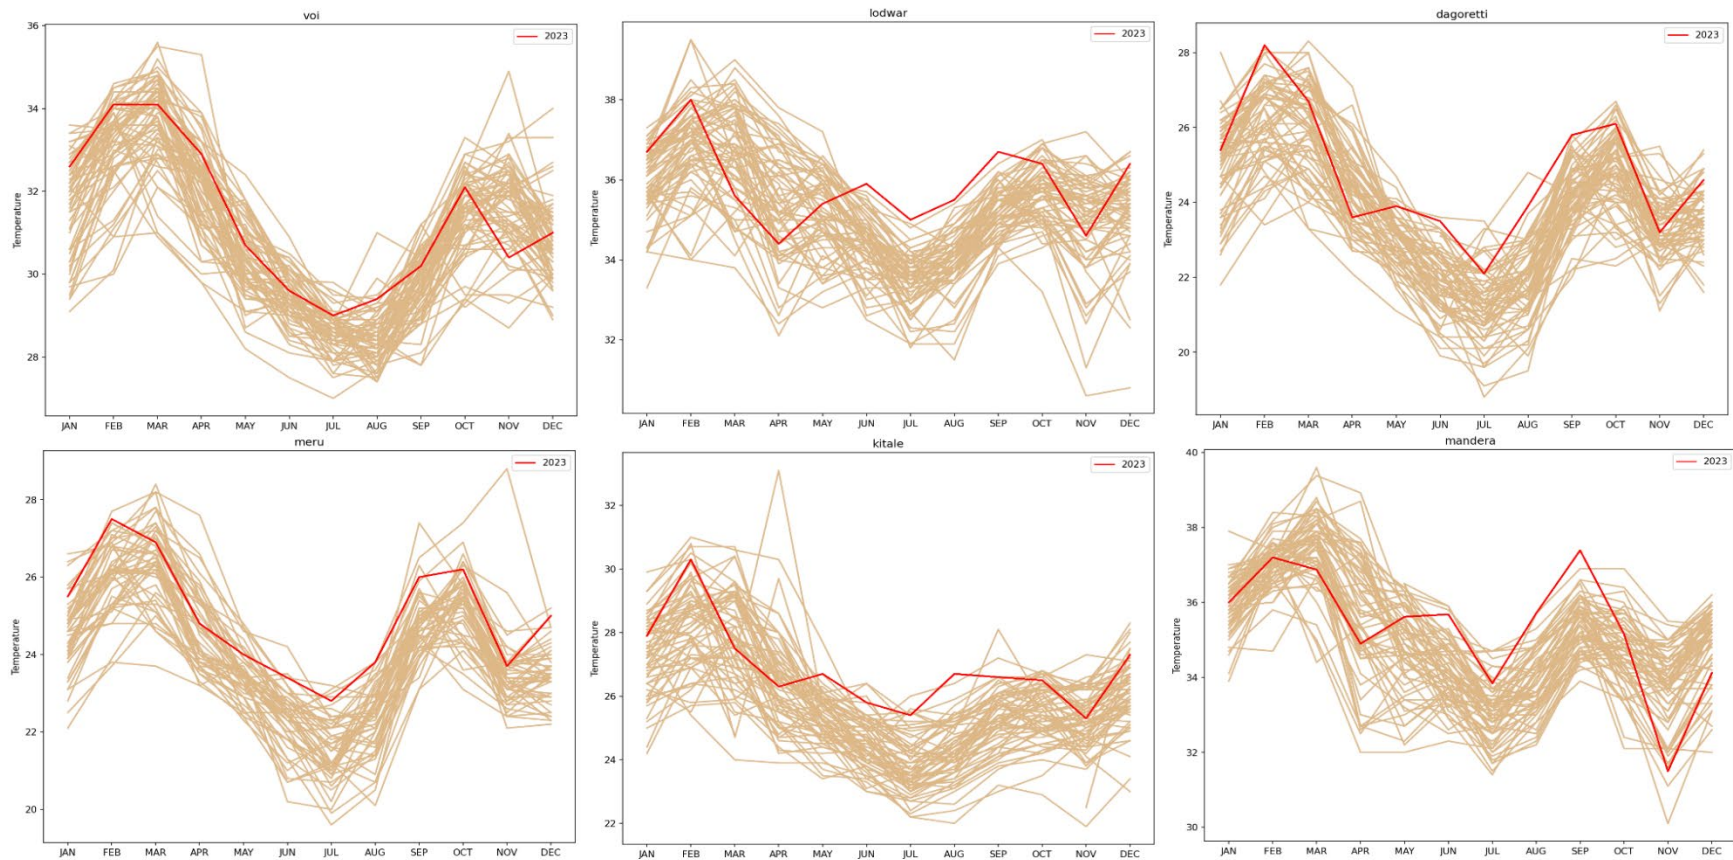 voi
2023
Temperature
36
34
32
30
28
JAN FEB MAR APR MAY JUN JUL AUG SEP OCT NOV DEC
lodwar
2023
Temperature
38
36
34
32
JAN FEB MAR APR MAY JUN JUL AUG SEP OCT NOV DEC
dagoretti
2023
Temperature
28
26
24
22
20
JAN FEB MAR APR MAY JUN JUL AUG SEP OCT NOV DEC
meru
2023
Temperature
28
26
24
22
20
JAN FEB MAR APR MAY JUN JUL AUG SEP OCT NOV DEC
kitale
2023
Temperature
32
30
28
26
24
22
JAN FEB MAR APR MAY JUN JUL AUG SEP OCT NOV DEC
mandera
2023
Temperature
40
38
36
34
32
30
JAN FEB MAR APR MAY JUN JUL AUG SEP OCT NOV DEC